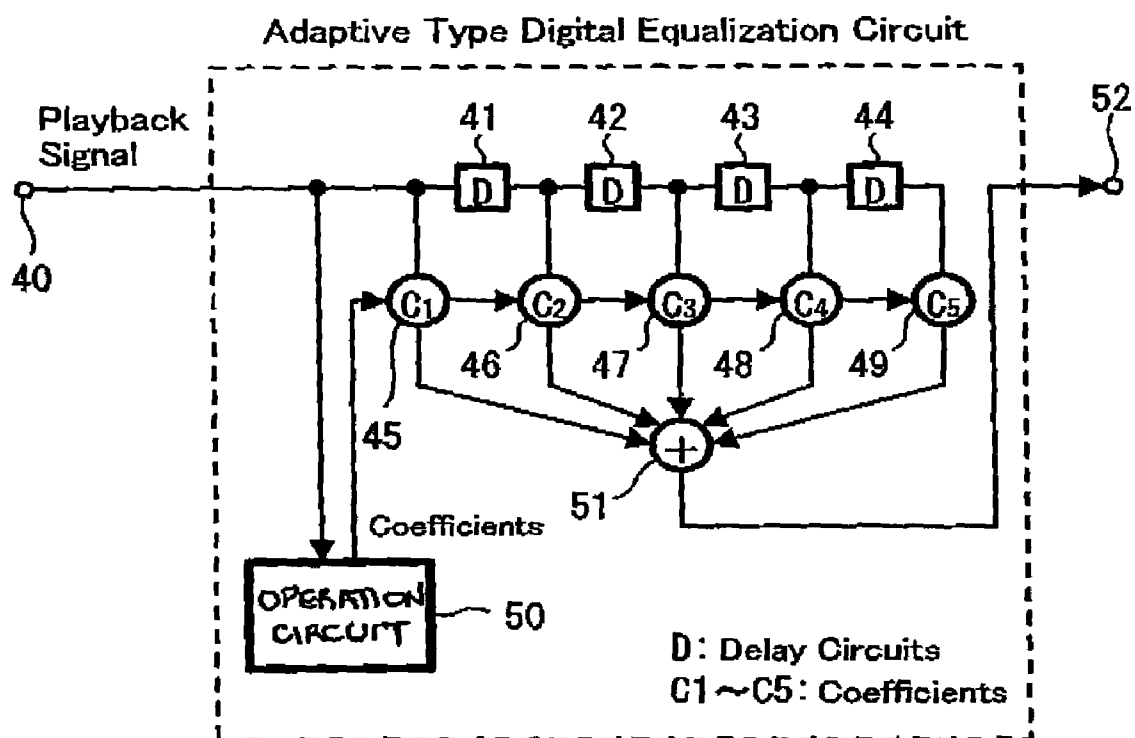 Adaptive Type Digital Equalization Circuit
Playback
Signal
40
41
42
43
44
52
D
D
D
D
C1
C2
C3
C4
C5
45
46
47
48
49
+
51
Coefficients
OPERATION
CIRCUIT
50
D: Delay Circuits
C1~C5: Coefficients